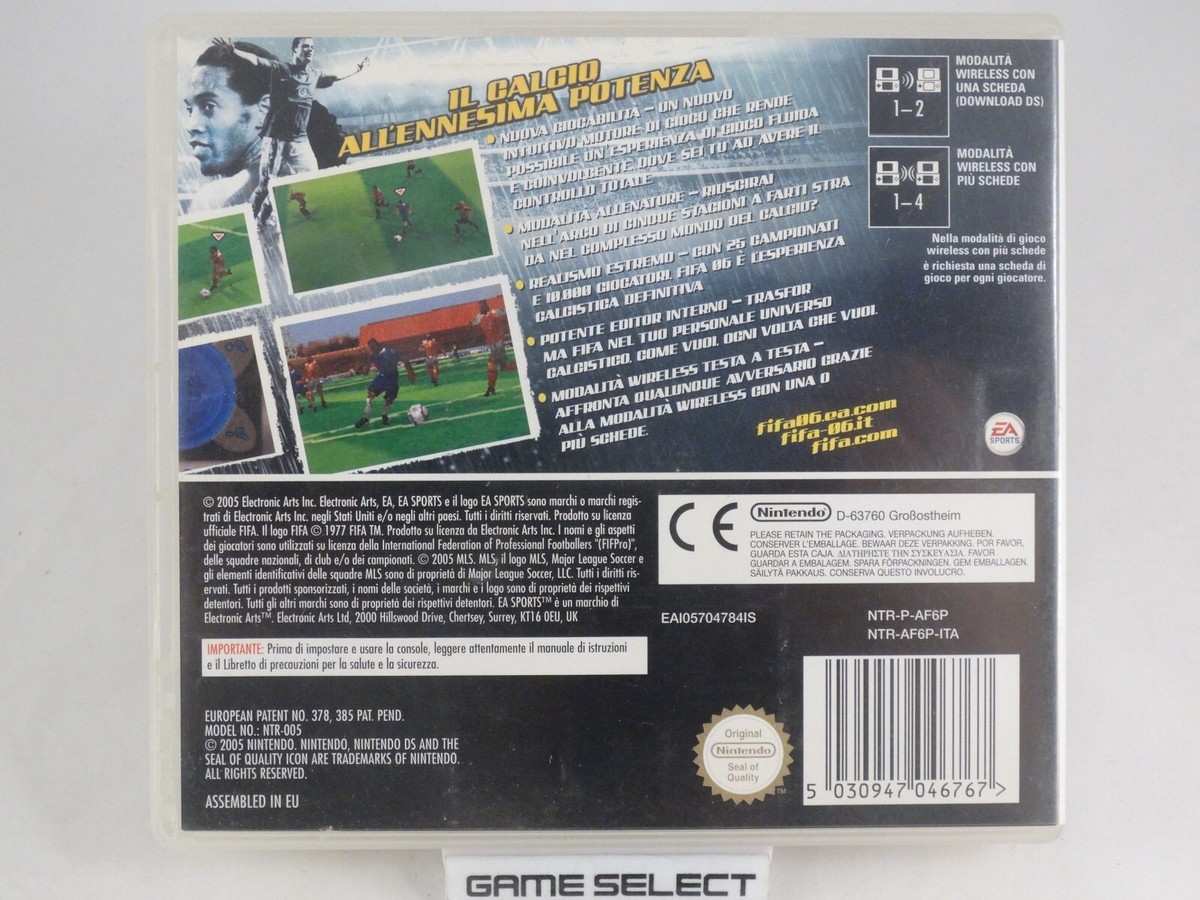 IL CALCIO
ALL'ENNESIMA POTENZA
• NUOVA GIOCABILITÀ – UN NUOVO
INTUITIVO MOTORE DI GIOCO CHE RENDE
POSSIBILE UN'ESPERIENZA DI GIOCO FLUIDA
E COINVOLGENTE, DOVE SEI TU AD AVERE IL
CONTROLLO TOTALE
• MODALITÀ ALLENATORE – RIUSCIRAI
NELL'ARCO DI CINQUE STAGIONI A FARTI STRA
DA NEL COMPLESSO MONDO DEL CALCIO?
• REALISMO ESTREMO – CON 25 CAMPIONATI
E 10.000 GIOCATORI, FIFA 06 È L'ESPERIENZA
CALCISTICA DEFINITIVA
• POTENTE EDITOR INTERNO – TRASFOR
MA FIFA NEL TUO PERSONALE UNIVERSO
CALCISTICO, COME VUOI, OGNI VOLTA CHE VUOI.
• MODALITÀ WIRELESS TESTA A TESTA –
AFFRONTA QUALUNQUE AVVERSARIO GRAZIE
ALLA MODALITÀ WIRELESS CON UNA O
PIÙ SCHEDE.
fifa06.ea.com
fifa-06.it
fifa.com
1–2
MODALITÀ
WIRELESS CON
UNA SCHEDA
(DOWNLOAD DS)
1–4
MODALITÀ
WIRELESS CON
PIÙ SCHEDE
Nella modalità di gioco
wireless con più schede
è richiesta una scheda di
gioco per ogni giocatore.
EA
SPORTS
© 2005 Electronic Arts Inc. Electronic Arts, EA, EA SPORTS e il logo EA SPORTS sono marchi o marchi regis-
trati di Electronic Arts Inc. negli Stati Uniti e/o negli altri paesi. Tutti i diritti riservati. Prodotto su licenza
ufficiale FIFA. Il logo FIFA © 1977 FIFA TM. Prodotto su licenza da Electronic Arts Inc. I nomi e gli aspetti
dei giocatori sono utilizzati su licenza della International Federation of Professional Footballers "(FIFPro)",
delle squadre nazionali, di club e/o dei campionati. © 2005 MLS. MLS, il logo MLS, Major League Soccer e
gli elementi identificativi delle squadre MLS sono di proprietà di Major League Soccer, LLC. Tutti i diritti ris-
ervati. Tutti i prodotti sponsorizzati, i nomi delle società, i marchi e i logo sono di proprietà dei rispettivi
detentori. Tutti gli altri marchi sono di proprietà dei rispettivi detentori. EA SPORTS™ è un marchio di
Electronic Arts™. Electronic Arts Ltd, 2000 Hillswood Drive, Chertsey, Surrey, KT16 0EU, UK
IMPORTANTE: Prima di impostare e usare la console, leggere attentamente il manuale di istruzioni
e il Libretto di precauzioni per la salute e la sicurezza.
EUROPEAN PATENT NO. 378, 385 PAT. PEND.
MODEL NO.: NTR-005
© 2005 NINTENDO. NINTENDO, NINTENDO DS AND THE
SEAL OF QUALITY ICON ARE TRADEMARKS OF NINTENDO.
ALL RIGHTS RESERVED.
ASSEMBLED IN EU
CE
Nintendo D-63760 Großostheim
PLEASE RETAIN THE PACKAGING. VERPACKUNG AUFHEBEN.
CONSERVER L'EMBALLAGE. BEWAAR DEZE VERPAKKING. POR FAVOR,
GUARDA ESTA CAJA. ΔΙΑΤΗΡΗΣΤΕ ΤΗΝ ΣΥΣΚΕΥΑΣΙΑ. FAVOR
GUARDAR A EMBALAGEM. SPARA FÖRPACKNINGEN. GEM EMBALLAGEN.
SÄILYTÄ PAKKAUS. CONSERVA QUESTO INVOLUCRO.
EAI05704784IS
NTR-P-AF6P
NTR-AF6P-ITA
Original
Nintendo
Seal of
Quality
TM
5 030947 046767 >
GAME SELECT